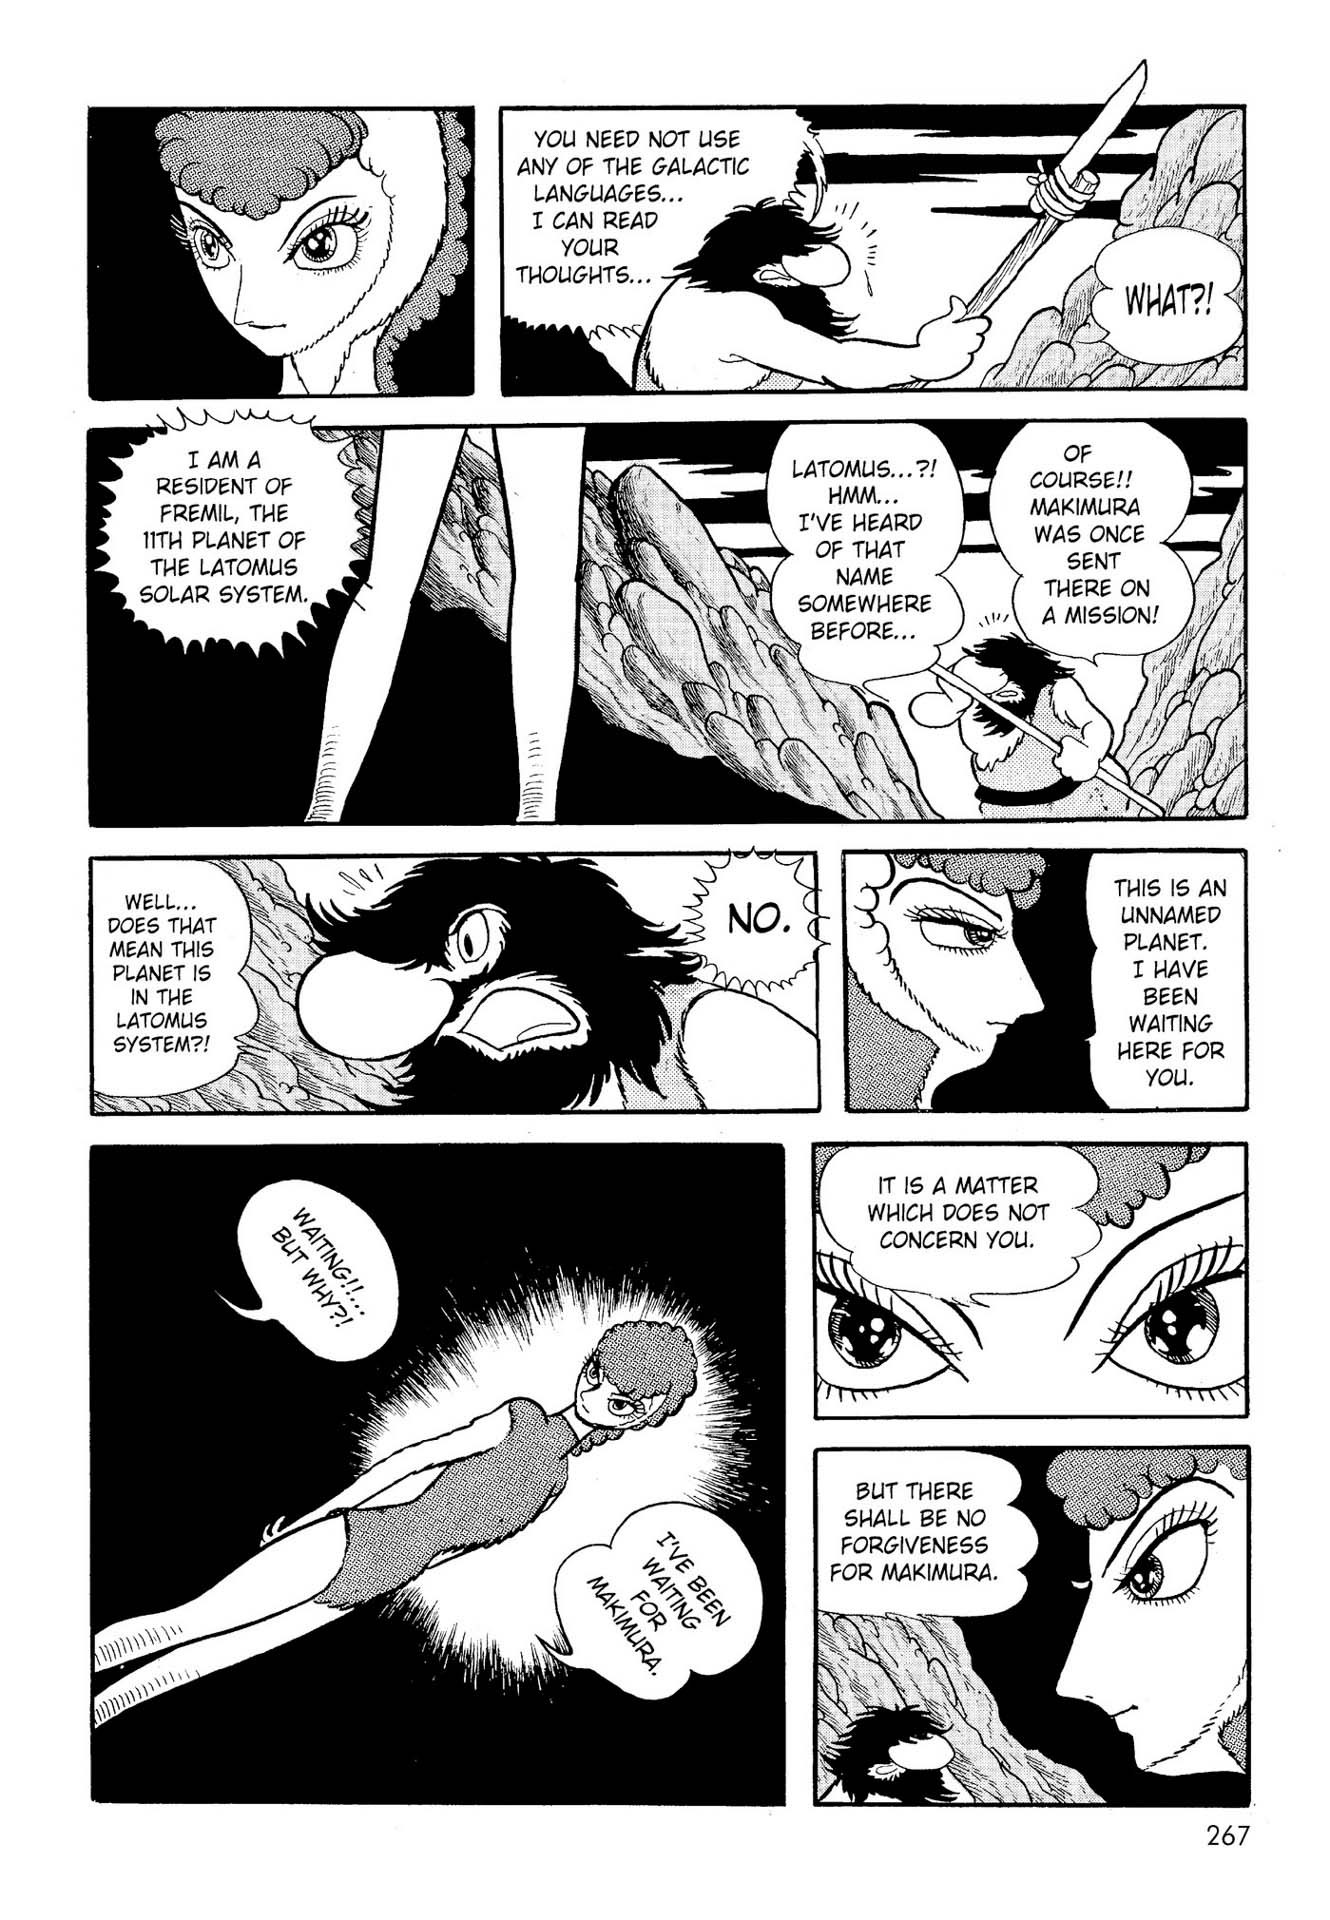 YOU NEED NOT USE
ANY OF THE GALACTIC
LANGUAGES...
I CAN READ
YOUR
THOUGHTS...
WHAT?!
I AM A
RESIDENT OF
FREMIL, THE
11TH PLANET OF
THE LATOMUS
SOLAR SYSTEM.
LATOMUS...?!
HMM...
I'VE HEARD
OF THAT
NAME
SOMEWHERE
BEFORE...
OF
COURSE!!
MAKIMURA
WAS ONCE
SENT
THERE ON
A MISSION!
WELL...
DOES THAT
MEAN THIS
PLANET IS
IN THE
LATOMUS
SYSTEM?!
NO.
THIS IS AN
UNNAMED
PLANET.
I HAVE
BEEN
WAITING
HERE FOR
YOU.
WAITING!!...
BUT WHY?!
I'VE BEEN
WAITING
FOR
MAKIMURA.
IT IS A MATTER
WHICH DOES NOT
CONCERN YOU.
BUT THERE
SHALL BE NO
FORGIVENESS
FOR MAKIMURA.
267